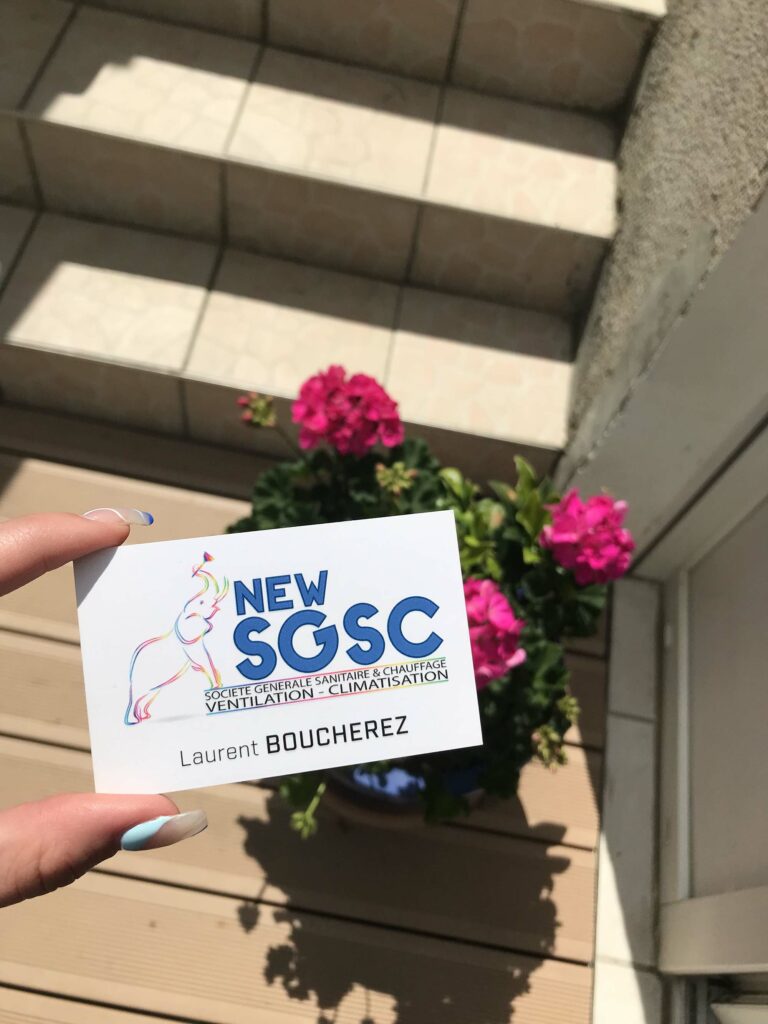 NEW
SGSC
SOCIETE GENERALE SANITAIRE & CHAUFFAGE
VENTILATION - CLIMATISATION
Laurent BOUCHEREZ